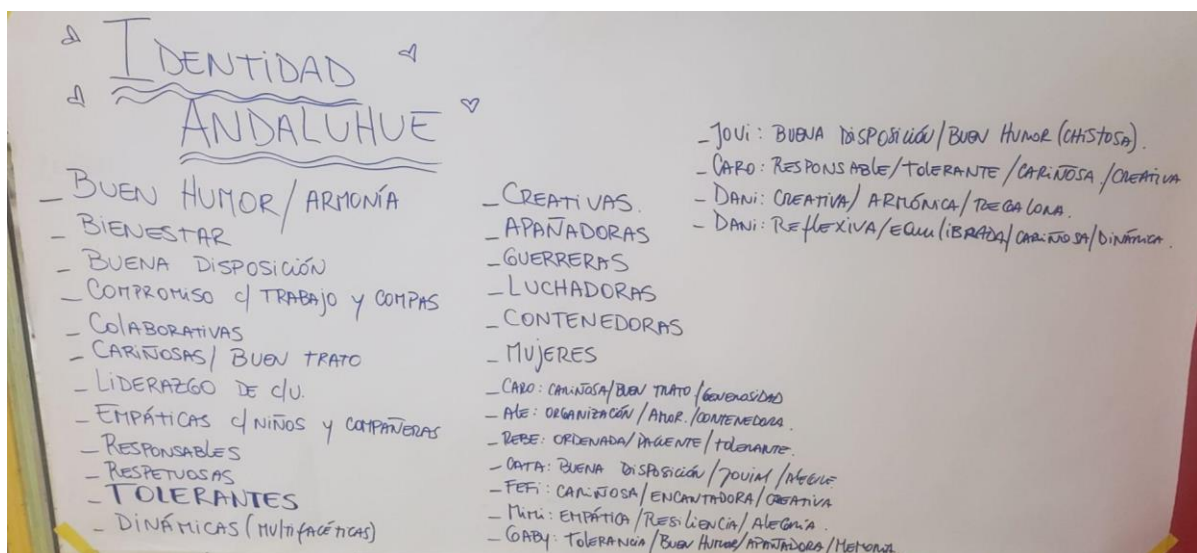 IDENTIDAD
ANDALUHUE
_ BUEN HUMOR / ARMONÍA
_ BIENESTAR
_ BUENA DISPOSICIÓN
_ COMPROMISO c/ TRABAJO y COMPAS
_ COLABORATIVAS
_ CARIÑOSAS / BUEN TRATO
_ LIDERAZGO DE c/u.
_ EMPÁTICAS c/ NIÑOS y COMPAÑERAS
_ RESPONSABLES
_ RESPETUOSAS
_ TOLERANTES
_ DINÁMICAS (MULTIFACÉTICAS)
_ CREATIVAS.
_ APAÑADORAS
_ GUERRERAS
_ LUCHADORAS
_ CONTENEDORAS
_ MUJERES
_ CARO: CARIÑOSA / BUEN TRATO / GENEROSIDAD
_ ALE: ORGANIZACÓN / AMOR. / CONTENEDORA.
_ REBE: ORDENADA / PACIENTE / TOLERANTE.
_ CATA: BUENA DISPOSICIÓN / JOVIAL / ALEGRE
_ FEFI: CARIÑOSA / ENCANTADORA / CREATIVA
_ MIMI: EMPÁTICA / RESILIENCIA / ALEGRIA.
_ GABY: TOLERANCIA / BUEN HUMOR / APAÑADORA / MEMORIA
_ JOVI: BUENA DISPOSICIÓN / BUEN HUMOR (CHISTOSA).
_ CARO: RESPONSABLE / TOLERANTE / CARIÑOSA / CREATIVA
_ DANI: CREATIVA / ARMÓNICA / REGALONA.
_ DANI: REFLEXIVA / EQUILIBRADA / CARIÑOSA / DINÁMICA.